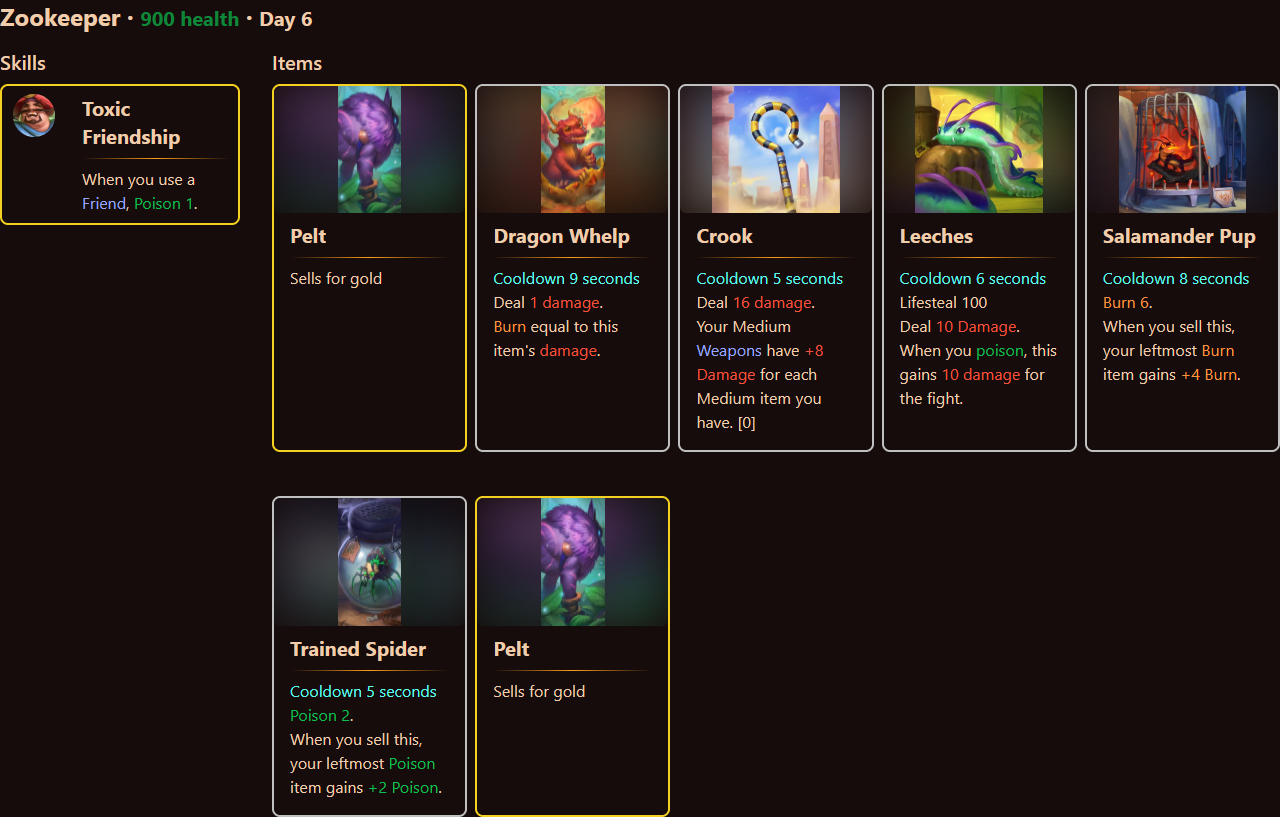 Zookeeper · 900 health · Day 6
Skills
Toxic
Friendship
When you use a
Friend, Poison 1.
Items
Pelt
Sells for gold
Dragon Whelp
Cooldown 9 seconds
Deal 1 damage.
Burn equal to this
item's damage.
Crook
Cooldown 5 seconds
Deal 16 damage.
Your Medium
Weapons have +8
Damage for each
Medium item you
have. [0]
Leeches
Cooldown 6 seconds
Lifesteal 100
Deal 10 Damage.
When you poison, this
gains 10 damage for
the fight.
Salamander Pup
Cooldown 8 seconds
Burn 6.
When you sell this,
your leftmost Burn
item gains +4 Burn.
Trained Spider
Cooldown 5 seconds
Poison 2.
When you sell this,
your leftmost Poison
item gains +2 Poison.
Pelt
Sells for gold